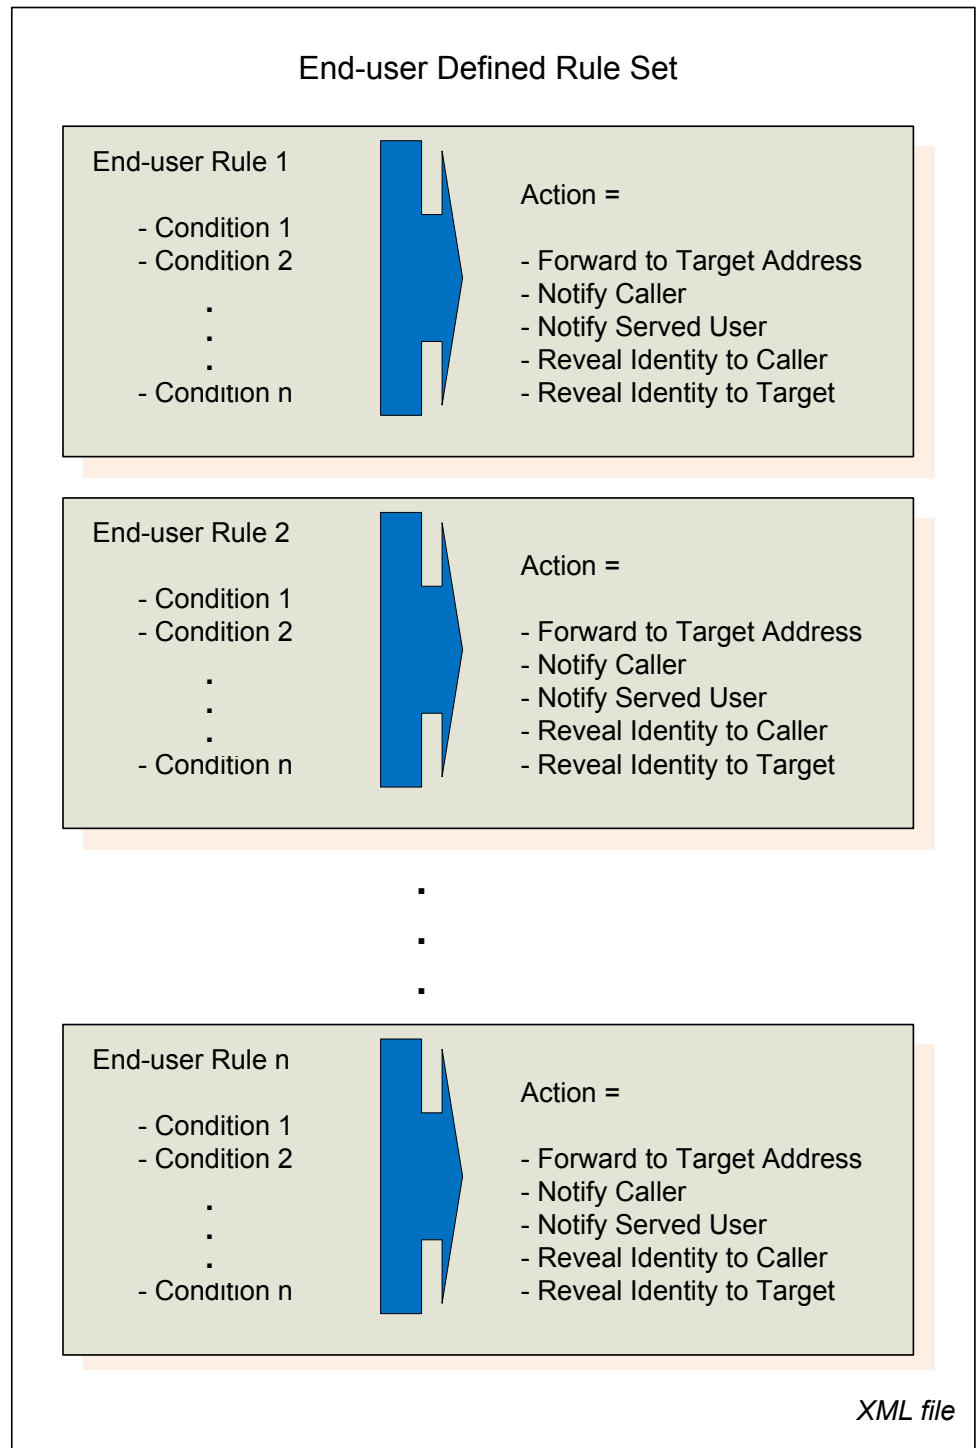 End-user Defined Rule Set
End-user Rule 1
- Condition 1
- Condition 2
.
.
.
- Condition n
Action =
- Forward to Target Address
- Notify Caller
- Notify Served User
- Reveal Identity to Caller
- Reveal Identity to Target
End-user Rule 2
- Condition 1
- Condition 2
.
.
.
- Condition n
Action =
- Forward to Target Address
- Notify Caller
- Notify Served User
- Reveal Identity to Caller
- Reveal Identity to Target
.
.
.
End-user Rule n
- Condition 1
- Condition 2
.
.
.
- Condition n
Action =
- Forward to Target Address
- Notify Caller
- Notify Served User
- Reveal Identity to Caller
- Reveal Identity to Target
XML file